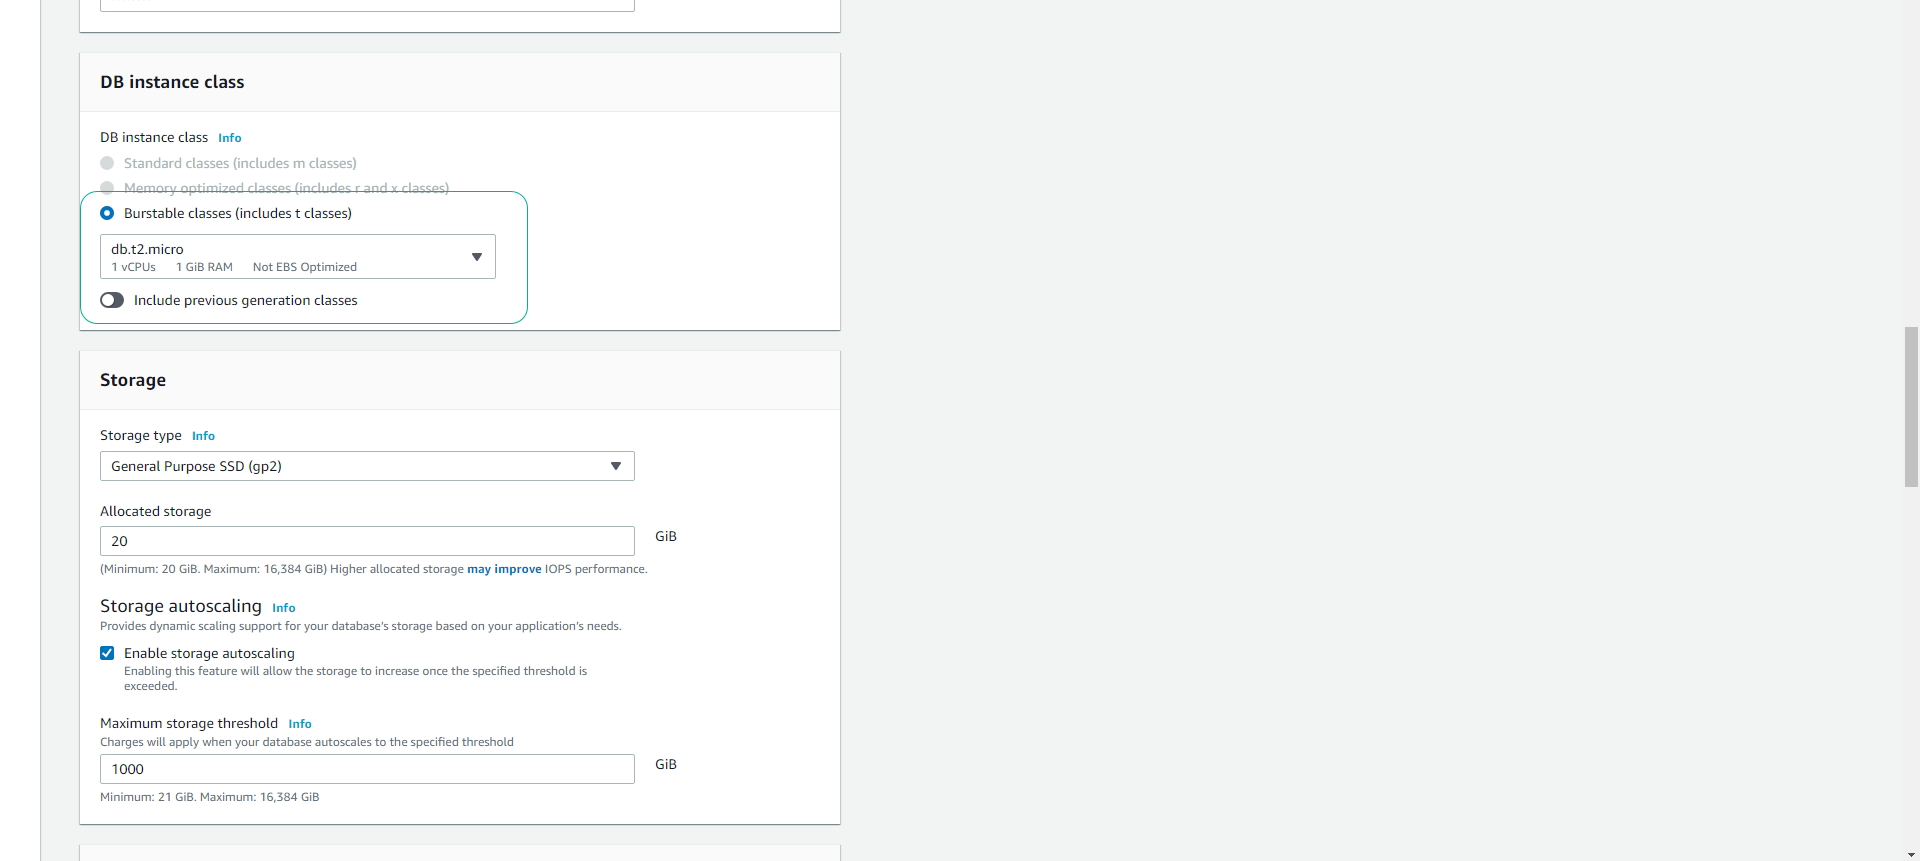 DB instance class
DB instance class Info
Standard classes (includes m classes)
Memory optimized classes (includes r and x classes)
Burstable classes (includes t classes)
db.t2.micro
1 vCPUs 1 GiB RAM Not EBS Optimized
Include previous generation classes
Storage
Storage type Info
General Purpose SSD (gp2)
Allocated storage
20 GiB
(Minimum: 20 GiB. Maximum: 16,384 GiB) Higher allocated storage may improve IOPS performance.
Storage autoscaling Info
Provides dynamic scaling support for your database's storage based on your application's needs.
Enable storage autoscaling
Enabling this feature will allow the storage to increase once the specified threshold is
exceeded.
Maximum storage threshold Info
Charges will apply when your database autoscales to the specified threshold
1000 GiB
Minimum: 21 GiB. Maximum: 16,384 GiB